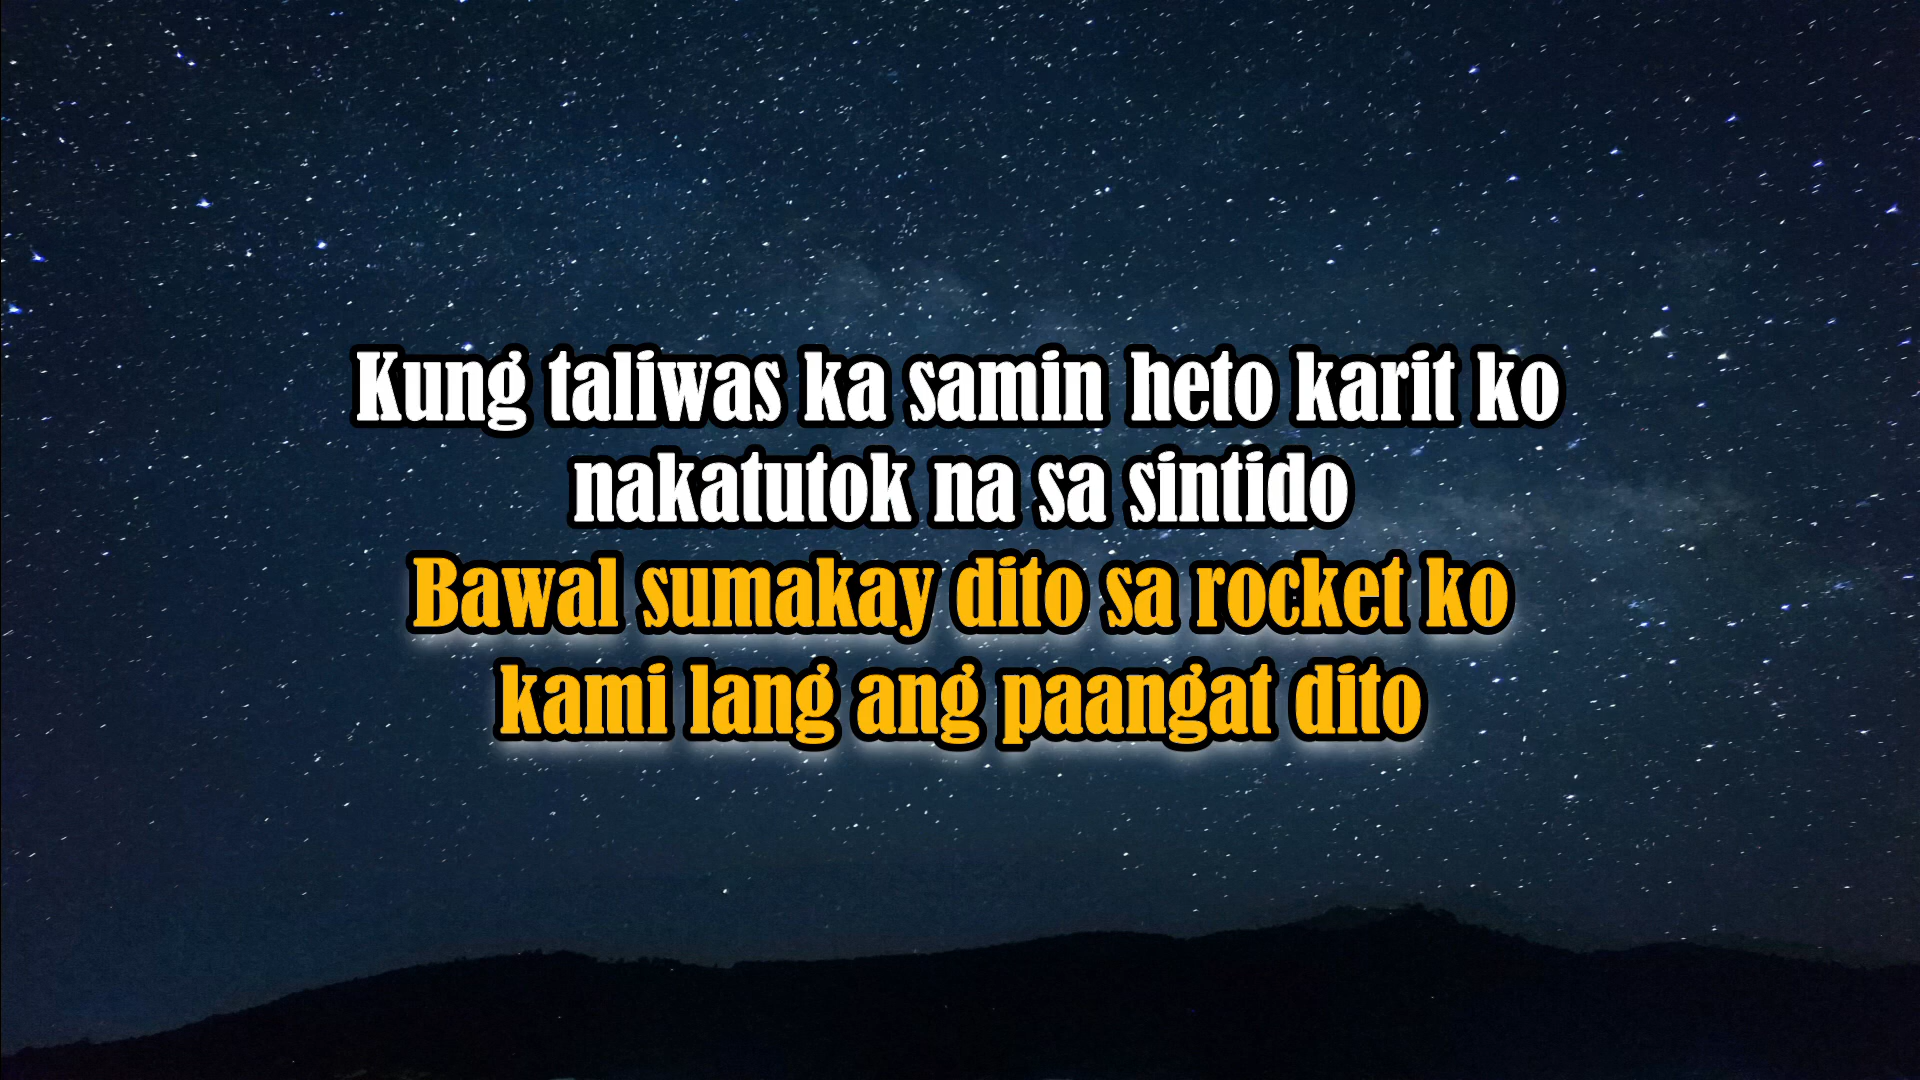 Kung taliwas ka samin heto karit ko
nakatutok na sa sintido
Bawal sumakay dito sa rocket ko
kami lang ang paangat dito